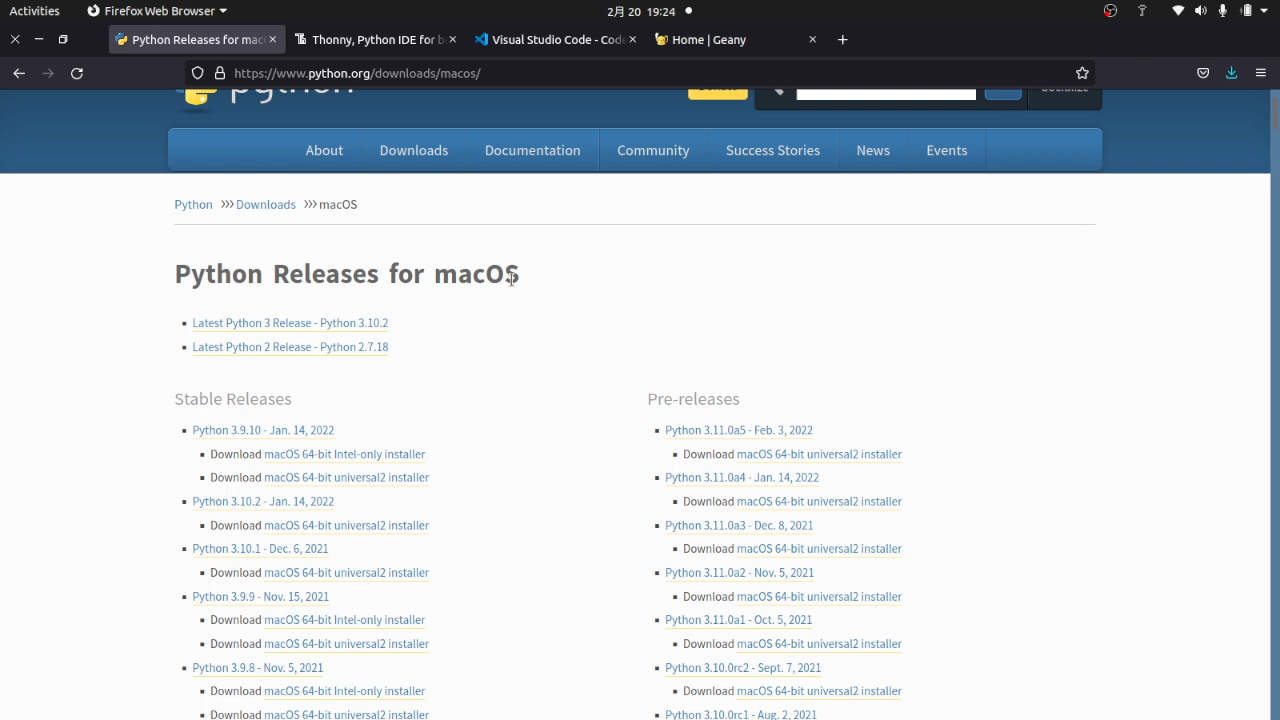 Activities Firefox Web Browser 2月 20 19:24
Python Releases for mac Thonny, Python IDE for b Visual Studio Code - Cod Home | Geany
https://www.python.org/downloads/macos/
python Donate Socialize
About Downloads Documentation Community Success Stories News Events
Python Downloads macOS
Python Releases for macOS
Latest Python 3 Release - Python 3.10.2
Latest Python 2 Release - Python 2.7.18
Stable Releases
Python 3.9.10 - Jan. 14, 2022
Download macOS 64-bit Intel-only installer
Download macOS 64-bit universal2 installer
Python 3.10.2 - Jan. 14, 2022
Download macOS 64-bit universal2 installer
Python 3.10.1 - Dec. 6, 2021
Download macOS 64-bit universal2 installer
Python 3.9.9 - Nov. 15, 2021
Download macOS 64-bit Intel-only installer
Download macOS 64-bit universal2 installer
Python 3.9.8 - Nov. 5, 2021
Download macOS 64-bit Intel-only installer
Download macOS 64-bit universal2 installer
Pre-releases
Python 3.11.0a5 - Feb. 3, 2022
Download macOS 64-bit universal2 installer
Python 3.11.0a4 - Jan. 14, 2022
Download macOS 64-bit universal2 installer
Python 3.11.0a3 - Dec. 8, 2021
Download macOS 64-bit universal2 installer
Python 3.11.0a2 - Nov. 5, 2021
Download macOS 64-bit universal2 installer
Python 3.11.0a1 - Oct. 5, 2021
Download macOS 64-bit universal2 installer
Python 3.10.0rc2 - Sept. 7, 2021
Download macOS 64-bit universal2 installer
Python 3.10.0rc1 - Aug. 2, 2021